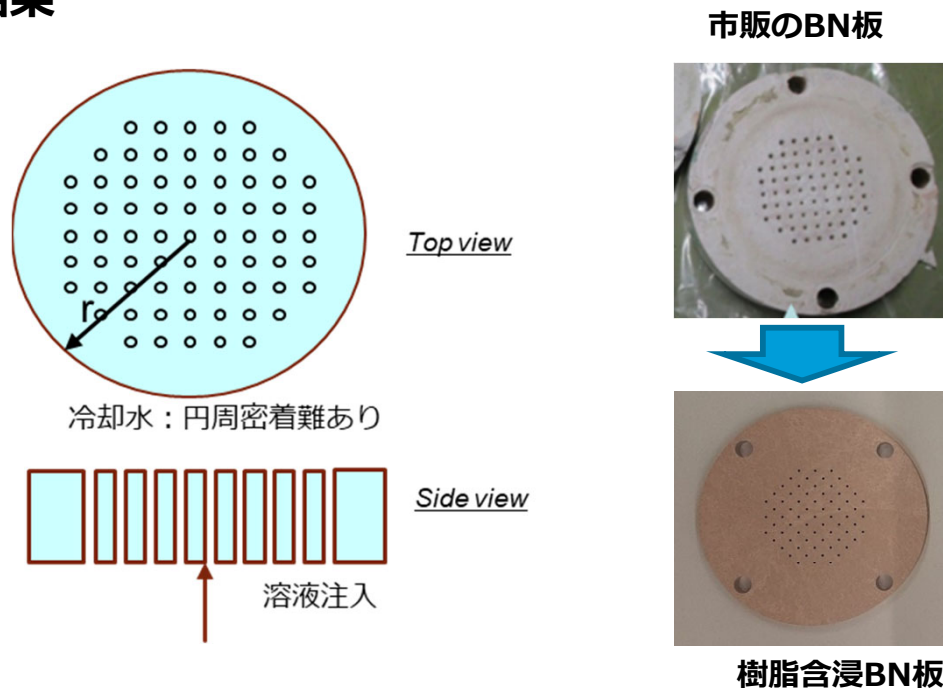 結果
市販のBN板
Top view
r
冷却水：円周密着難あり
Side view
溶液注入
樹脂含浸BN板